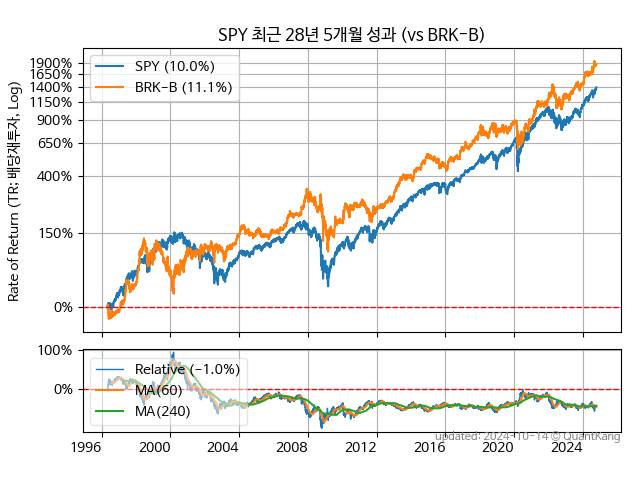 SPY 최근 28년 5개월 성과 (vs BRK-B)
Rate of Return (TR: 배당재투자, Log)
1900%
1650%
1400%
1150%
900%
650%
400%
150%
0%
SPY (10.0%)
BRK-B (11.1%)
100%
0%
Relative (-1.0%)
MA(60)
MA(240)
1996 2000 2004 2008 2012 2016 2020 2024
updated: 2024-10-14 © QuantKang